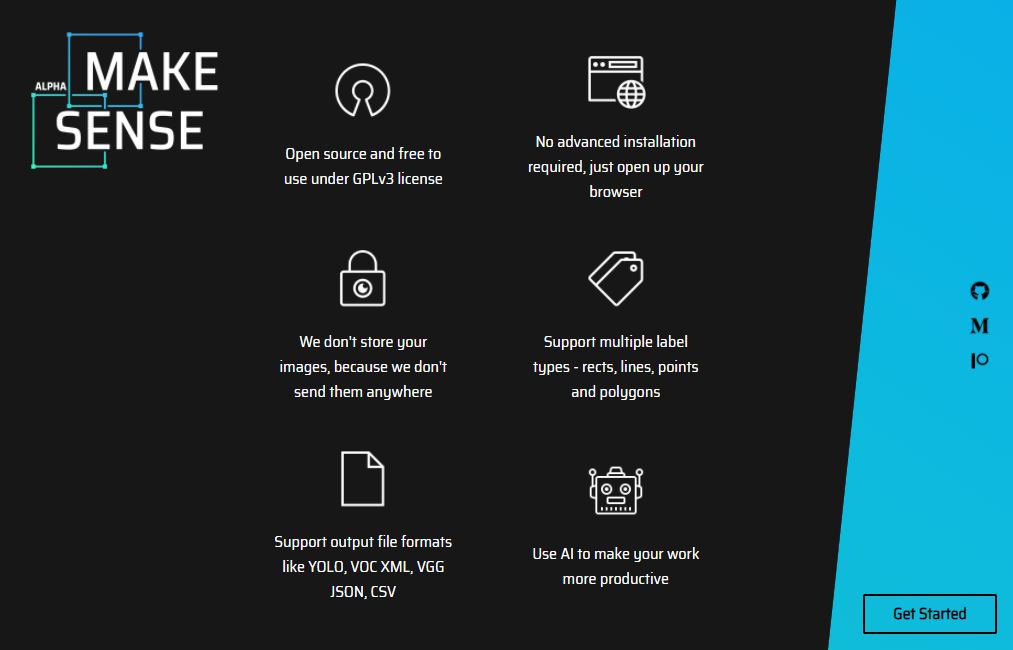 ALPHA
MAKE
SENSE
Open source and free to
use under GPLv3 license
No advanced installation
required, just open up your
browser
We don't store your
images, because we don't
send them anywhere
Support multiple label
types - rects, lines, points
and polygons
Support output file formats
like YOLO, VOC XML, VGG
JSON, CSV
Use AI to make your work
more productive
M
Get Started